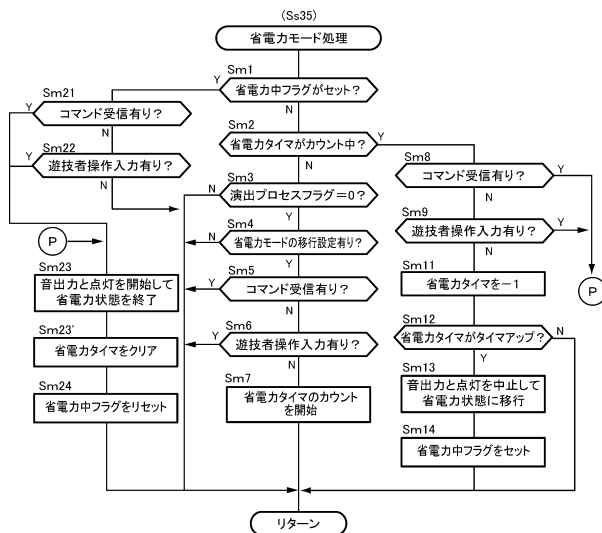 (Ss35)
省電力モード処理
Sm1
省電力中フラグがセット?
Y
N
Sm21
コマンド受信有り?
Y
N
Sm22
遊技者操作入力有り?
Y
N
Sm2
省電力タイマがカウント中?
Y
N
Sm3
演出プロセスフラグ=0?
N
Y
Sm4
省電力モードの移行設定有り?
N
Y
Sm5
コマンド受信有り?
Y
N
Sm6
遊技者操作入力有り?
Y
N
Sm7
省電力タイマのカウント
を開始
Sm8
コマンド受信有り?
Y
N
Sm9
遊技者操作入力有り?
Y
N
P
Sm11
省電力タイマを-1
Sm12
省電力タイマがタイマアップ?
N
Y
Sm13
音出力と点灯を中止して
省電力状態に移行
Sm14
省電力中フラグをセット
P
Sm23
音出力と点灯を開始して
省電力状態を終了
Sm23'
省電力タイマをクリア
Sm24
省電力中フラグをリセット
リターン